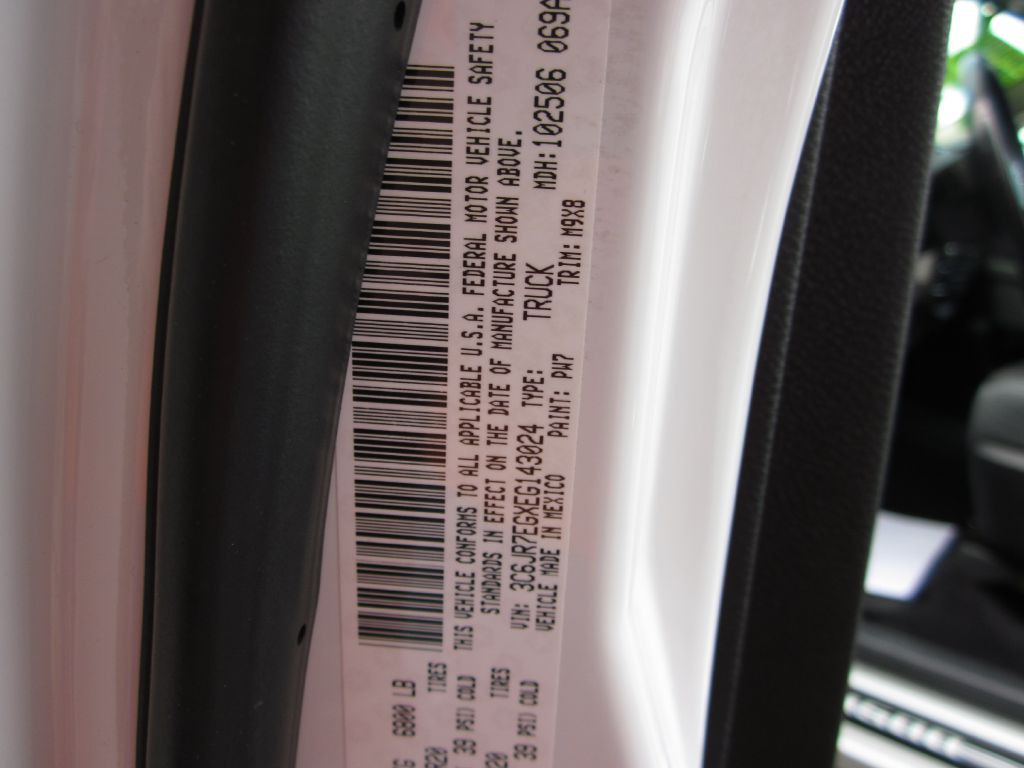 G 6800 LB
R20 TIRES
39 PSI) COLD
20 TIRES
39 PSI) COLD
THIS VEHICLE CONFORMS TO ALL APPLICABLE U.S.A. FEDERAL MOTOR VEHICLE SAFETY
STANDARDS IN EFFECT ON THE DATE OF MANUFACTURE SHOWN ABOVE.
VIN: 3C6JR7EGXEG143024 TYPE: TRUCK MDH:102506 069A
VEHICLE MADE IN MEXICO PAINT: PW7 TRIM: M9X8